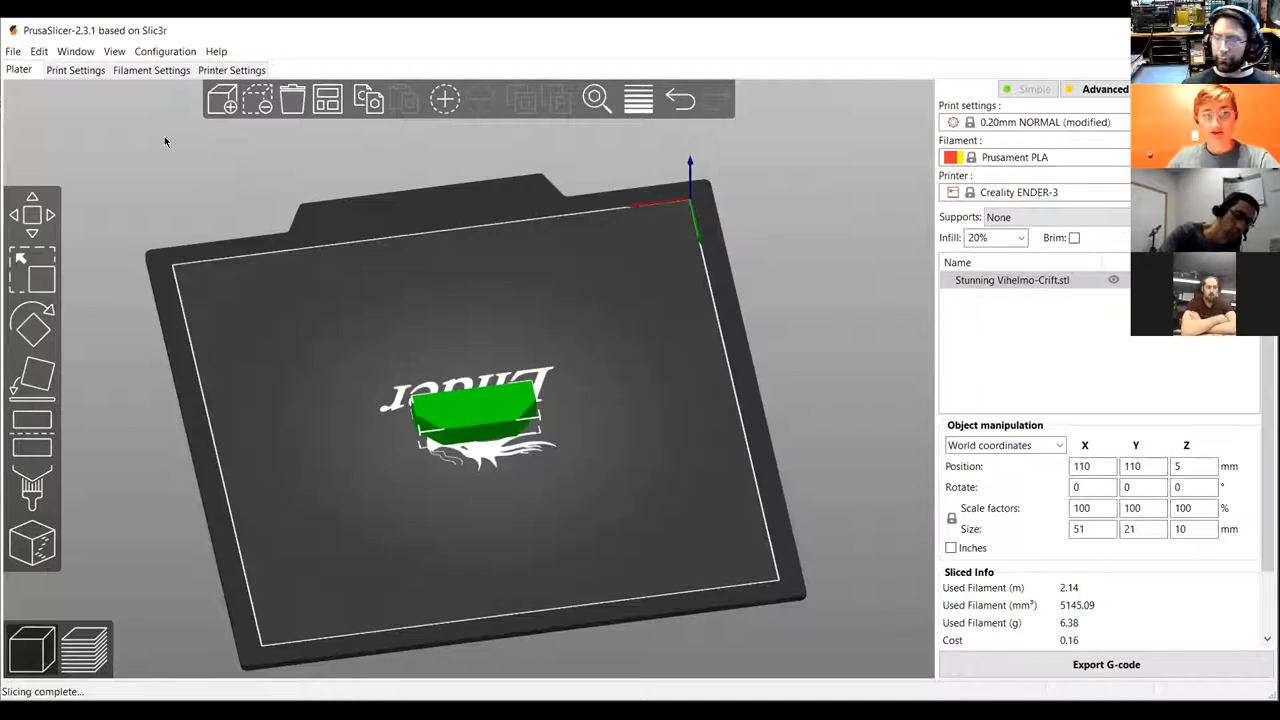 PrusaSlicer-2.3.1 based on Slic3r
File Edit Window View Configuration Help
Plater Print Settings Filament Settings Printer Settings
Simple Advanced
Print settings :
0.20mm NORMAL (modified)
Filament :
Prusament PLA
Printer :
Creality ENDER-3
Supports: None
Infill: 20% Brim:
Name
Stunning Vihelmo-Crift.stl
Ender
Object manipulation
World coordinates X Y Z
Position: 110 110 5 mm
Rotate: 0 0 0 °
Scale factors: 100 100 100 %
Size: 51 21 10 mm
Inches
Sliced Info
Used Filament (m) 2.14
Used Filament (mm³) 5145.09
Used Filament (g) 6.38
Cost 0.16
Export G-code
Slicing complete...